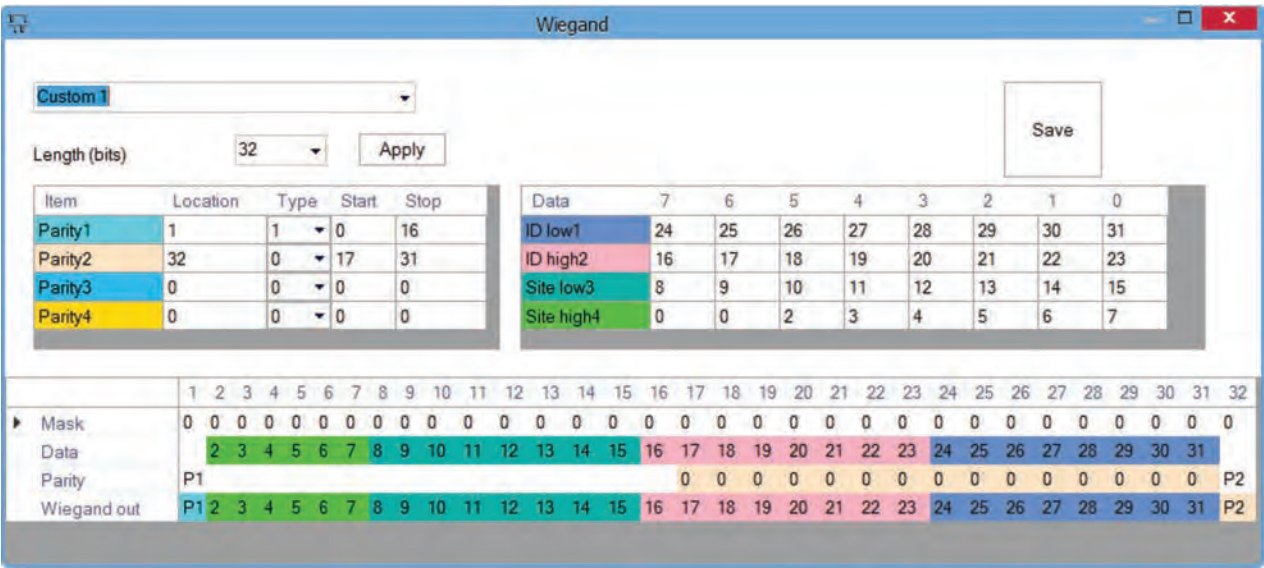 Wiegand
Custom 1
Save
Length (bits) 32 Apply
Item Location Type Start Stop
Parity1 1 1 0 16
Parity2 32 0 17 31
Parity3 0 0 0 0
Parity4 0 0 0 0
Data 7 6 5 4 3 2 1 0
ID low1 24 25 26 27 28 29 30 31
ID high2 16 17 18 19 20 21 22 23
Site low3 8 9 10 11 12 13 14 15
Site high4 0 0 2 3 4 5 6 7
1 2 3 4 5 6 7 8 9 10 11 12 13 14 15 16 17 18 19 20 21 22 23 24 25 26 27 28 29 30 31 32
Mask 0 0 0 0 0 0 0 0 0 0 0 0 0 0 0 0 0 0 0 0 0 0 0 0 0 0 0 0 0 0 0 0
Data 2 3 4 5 6 7 8 9 10 11 12 13 14 15 16 17 18 19 20 21 22 23 24 25 26 27 28 29 30 31
Parity P1 0 0 0 0 0 0 0 0 0 0 0 0 0 0 0 P2
Wiegand out P1 2 3 4 5 6 7 8 9 10 11 12 13 14 15 16 17 18 19 20 21 22 23 24 25 26 27 28 29 30 31 P2